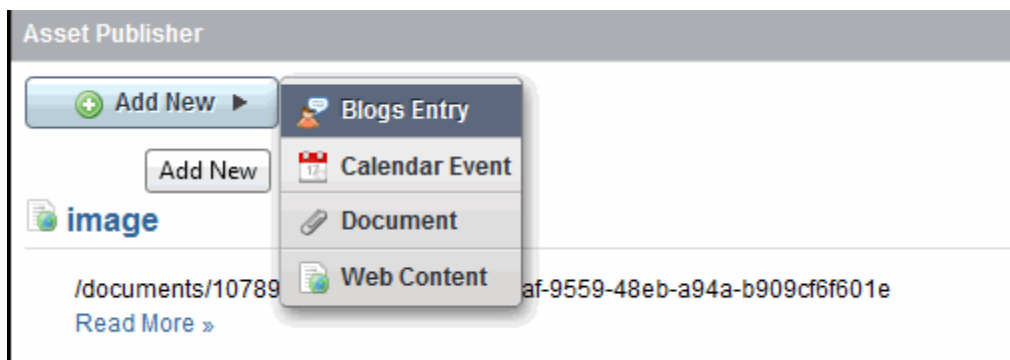 Asset Publisher
Add New
Blogs Entry
Calendar Event
Add New
image
Document
Web Content
/documents/10789 af-9559-48eb-a94a-b909cf6f601e
Read More »